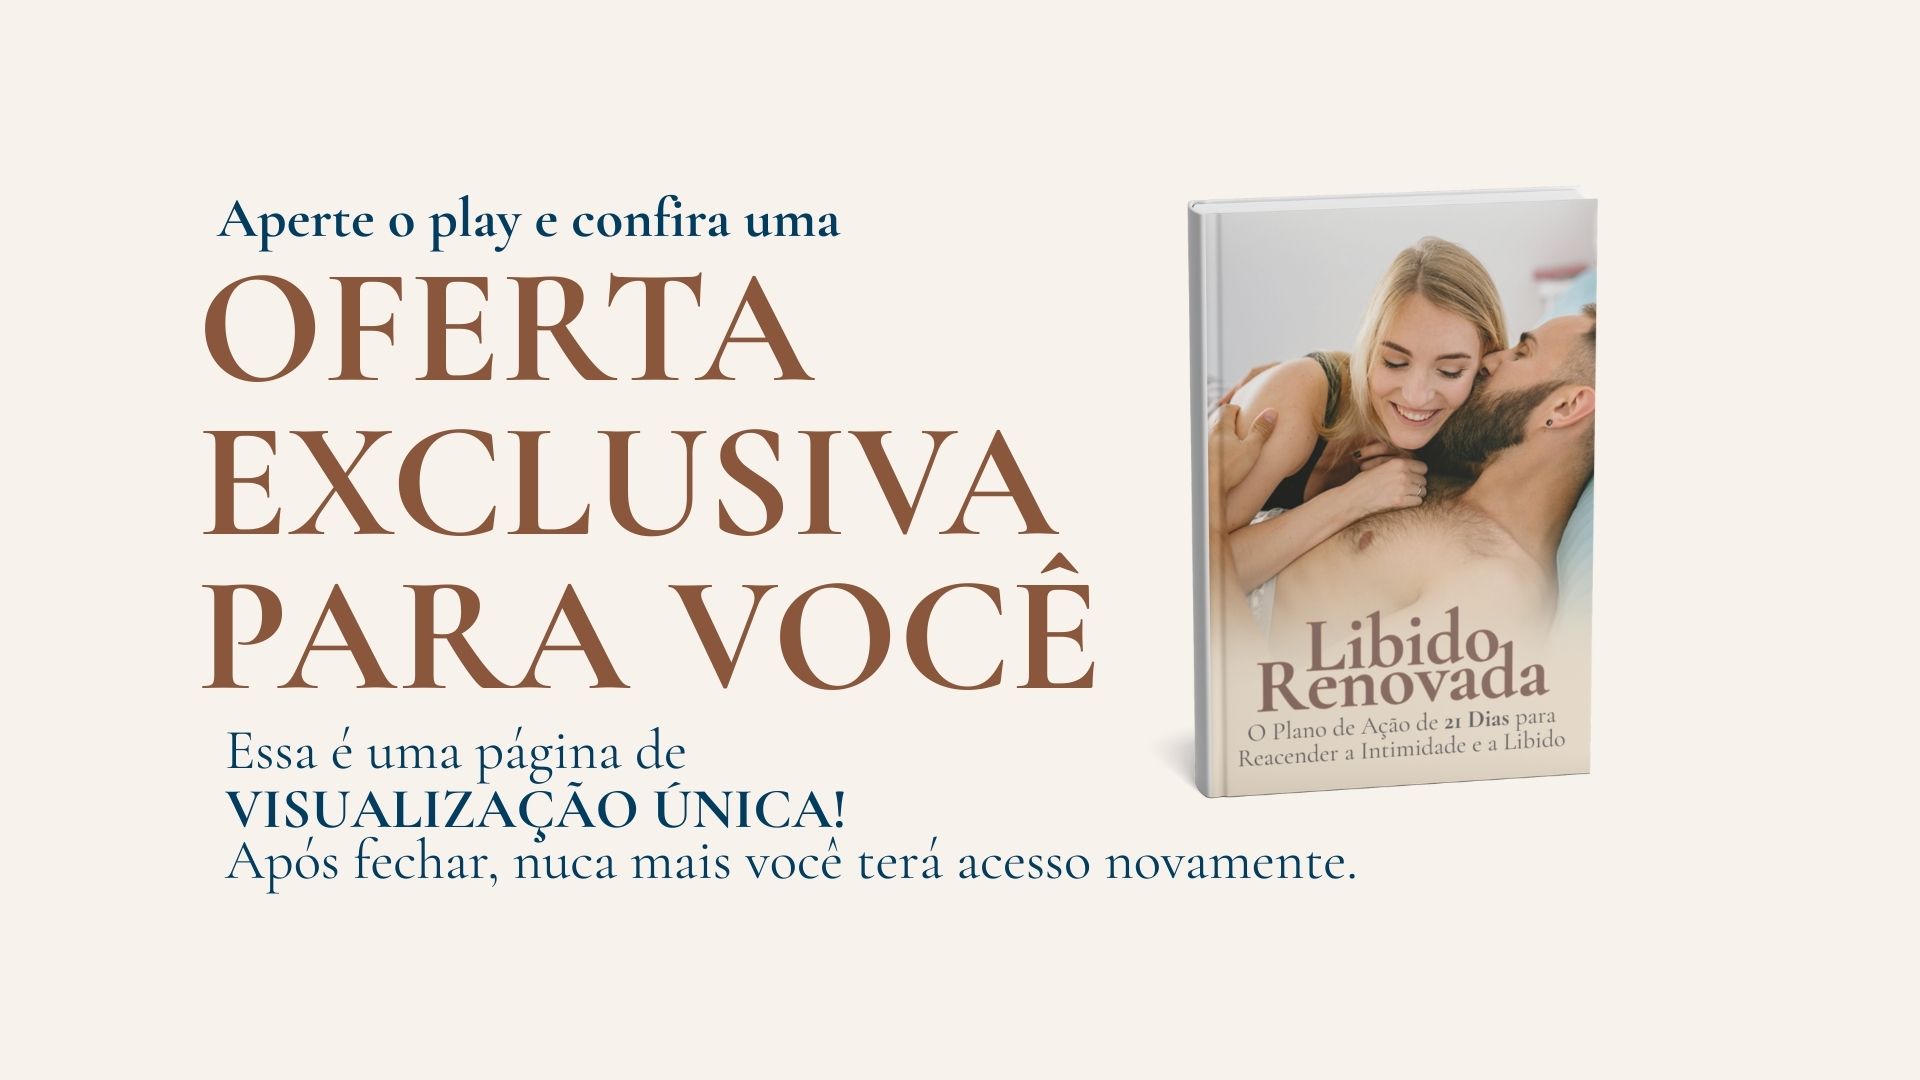 Aperte o play e confira uma
OFERTA
EXCLUSIVA
PARA VOCÊ
Essa é uma página de
VISUALIZAÇÃO ÚNICA!
Após fechar, nuca mais você terá acesso novamente.
Libido
Renovada
O Plano de Ação de 21 Dias para
Reacender a Intimidade e a Libido